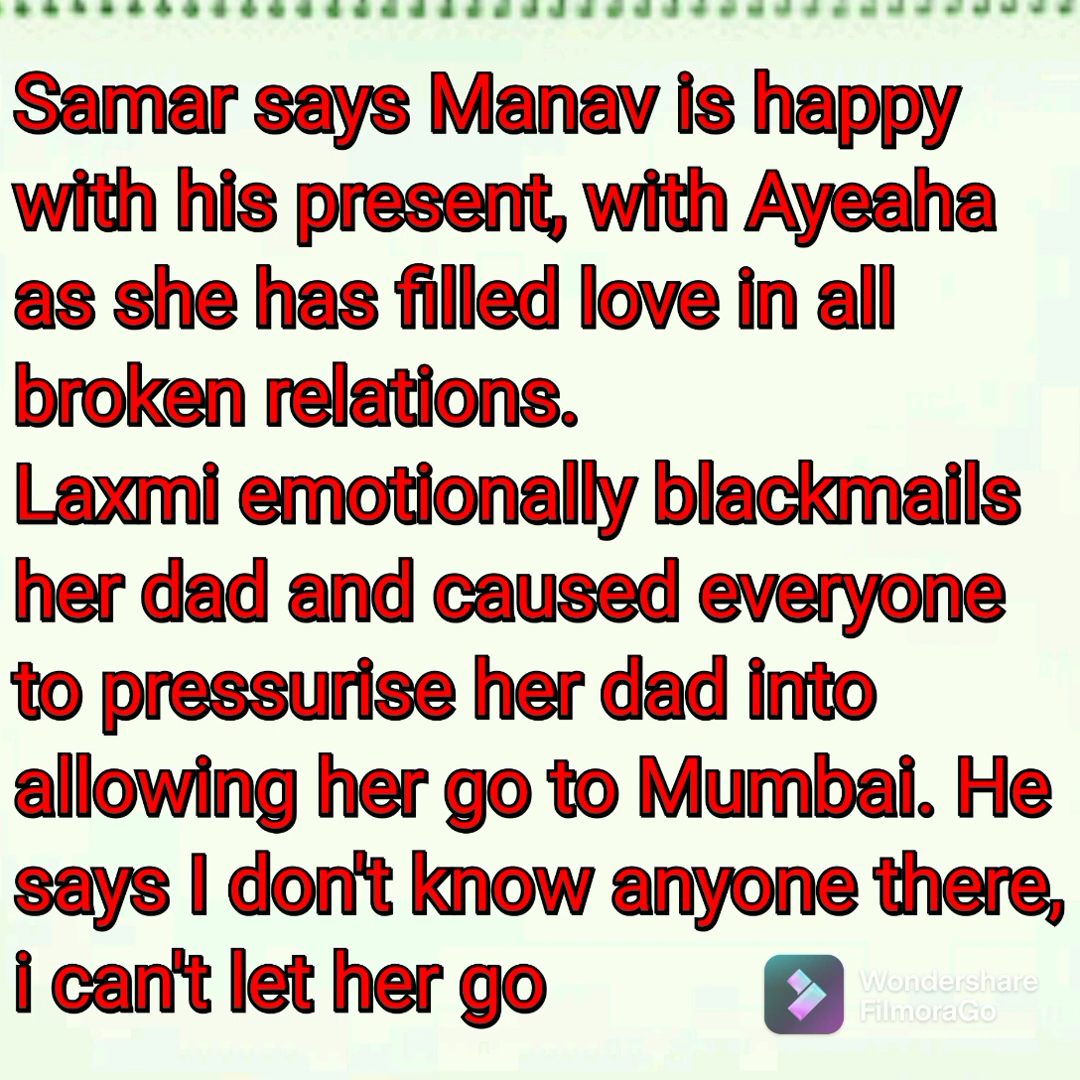 Samar says Manav is happy
with his present, with Ayeaha
as she has filled love in all
broken relations.
Laxmi emotionally blackmails
her dad and caused everyone
to pressurise her dad into
allowing her go to Mumbai. He
says I don't know anyone there,
i can't let her go
Wondershare
FilmoraGo